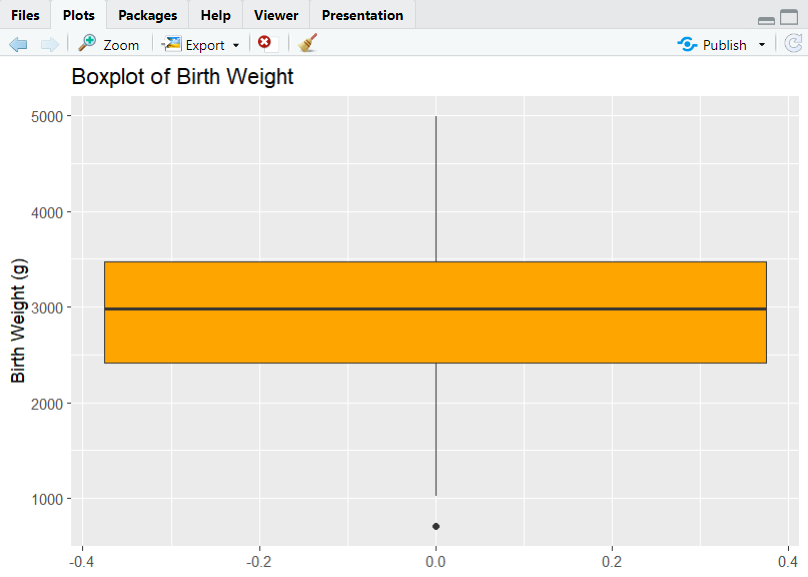 Files Plots Packages Help Viewer Presentation
Zoom Export Publish
Boxplot of Birth Weight
Birth Weight (g)
5000
4000
3000
2000
1000
-0.4 -0.2 0.0 0.2 0.4